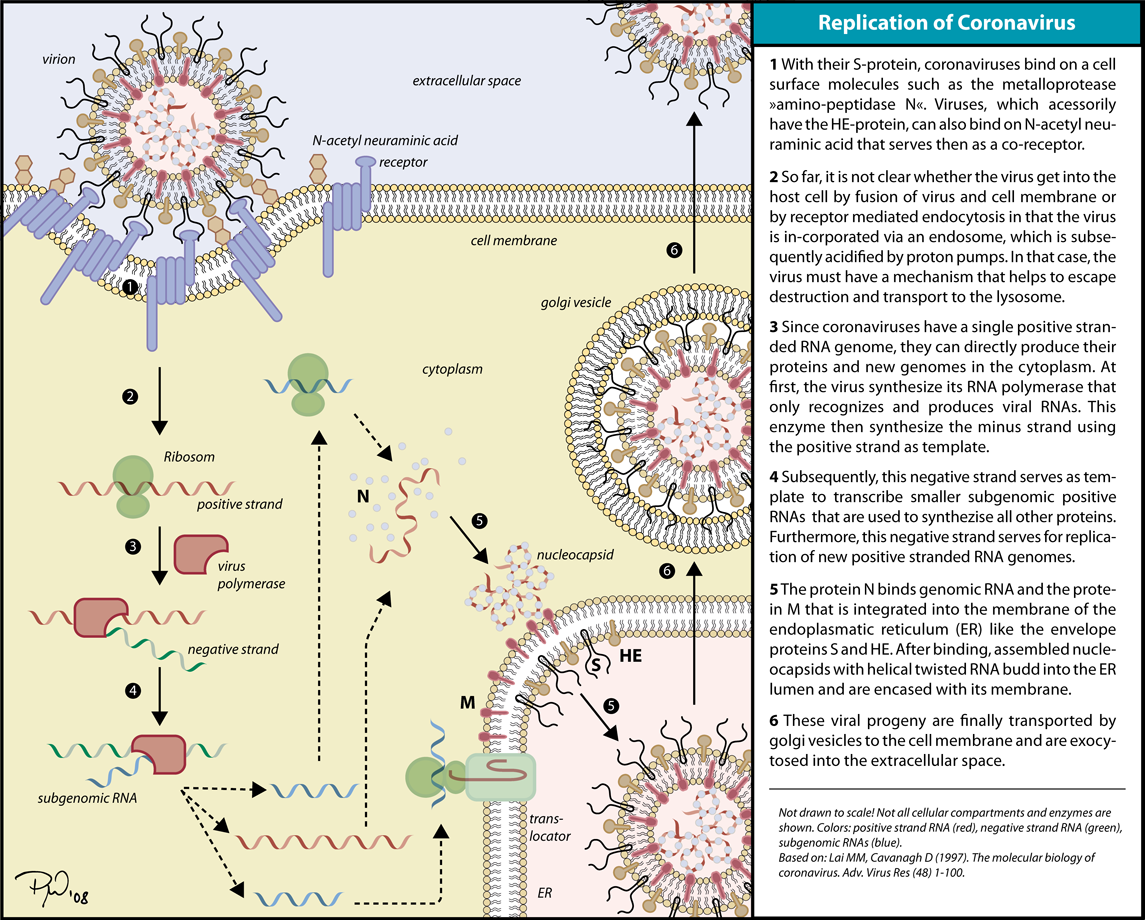 virion
extracellular space
N-acetyl neuraminic acid
receptor
cell membrane
6
1
golgi vesicle
cytoplasm
2
Ribosom
positive strand
N
5
3
virus
polymerase
nucleocapsid
6
negative strand
S
HE
4
M
5
subgenomic RNA
trans-
locator
ER
'08
Replication of Coronavirus
1 With their S-protein, coronaviruses bind on a cell
surface molecules such as the metalloprotease
»amino-peptidase N«. Viruses, which acessorily
have the HE-protein, can also bind on N-acetyl neu-
raminic acid that serves then as a co-receptor.
2 So far, it is not clear whether the virus get into the
host cell by fusion of virus and cell membrane or
by receptor mediated endocytosis in that the virus
is in-corporated via an endosome, which is subse-
quently acidified by proton pumps. In that case, the
virus must have a mechanism that helps to escape
destruction and transport to the lysosome.
3 Since coronaviruses have a single positive stran-
ded RNA genome, they can directly produce their
proteins and new genomes in the cytoplasm. At
first, the virus synthesize its RNA polymerase that
only recognizes and produces viral RNAs. This
enzyme then synthesize the minus strand using
the positive strand as template.
4 Subsequently, this negative strand serves as tem-
plate to transcribe smaller subgenomic positive
RNAs that are used to synthezise all other proteins.
Furthermore, this negative strand serves for replica-
tion of new positive stranded RNA genomes.
5 The protein N binds genomic RNA and the prote-
in M that is integrated into the membrane of the
endoplasmatic reticulum (ER) like the envelope
proteins S and HE. After binding, assembled nucle-
ocapsids with helical twisted RNA budd into the ER
lumen and are encased with its membrane.
6 These viral progeny are finally transported by
golgi vesicles to the cell membrane and are exocy-
tosed into the extracellular space.
Not drawn to scale! Not all cellular compartments and enzymes are
shown. Colors: positive strand RNA (red), negative strand RNA (green),
subgenomic RNAs (blue).
Based on: Lai MM, Cavanagh D (1997). The molecular biology of
coronavirus. Adv. Virus Res (48) 1-100.